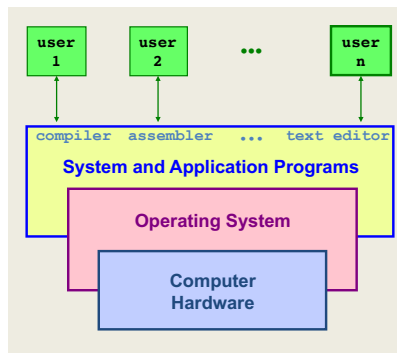 user user ... user
1 2 n
compiler assembler ... text editor
System and Application Programs
Operating System
Computer
Hardware